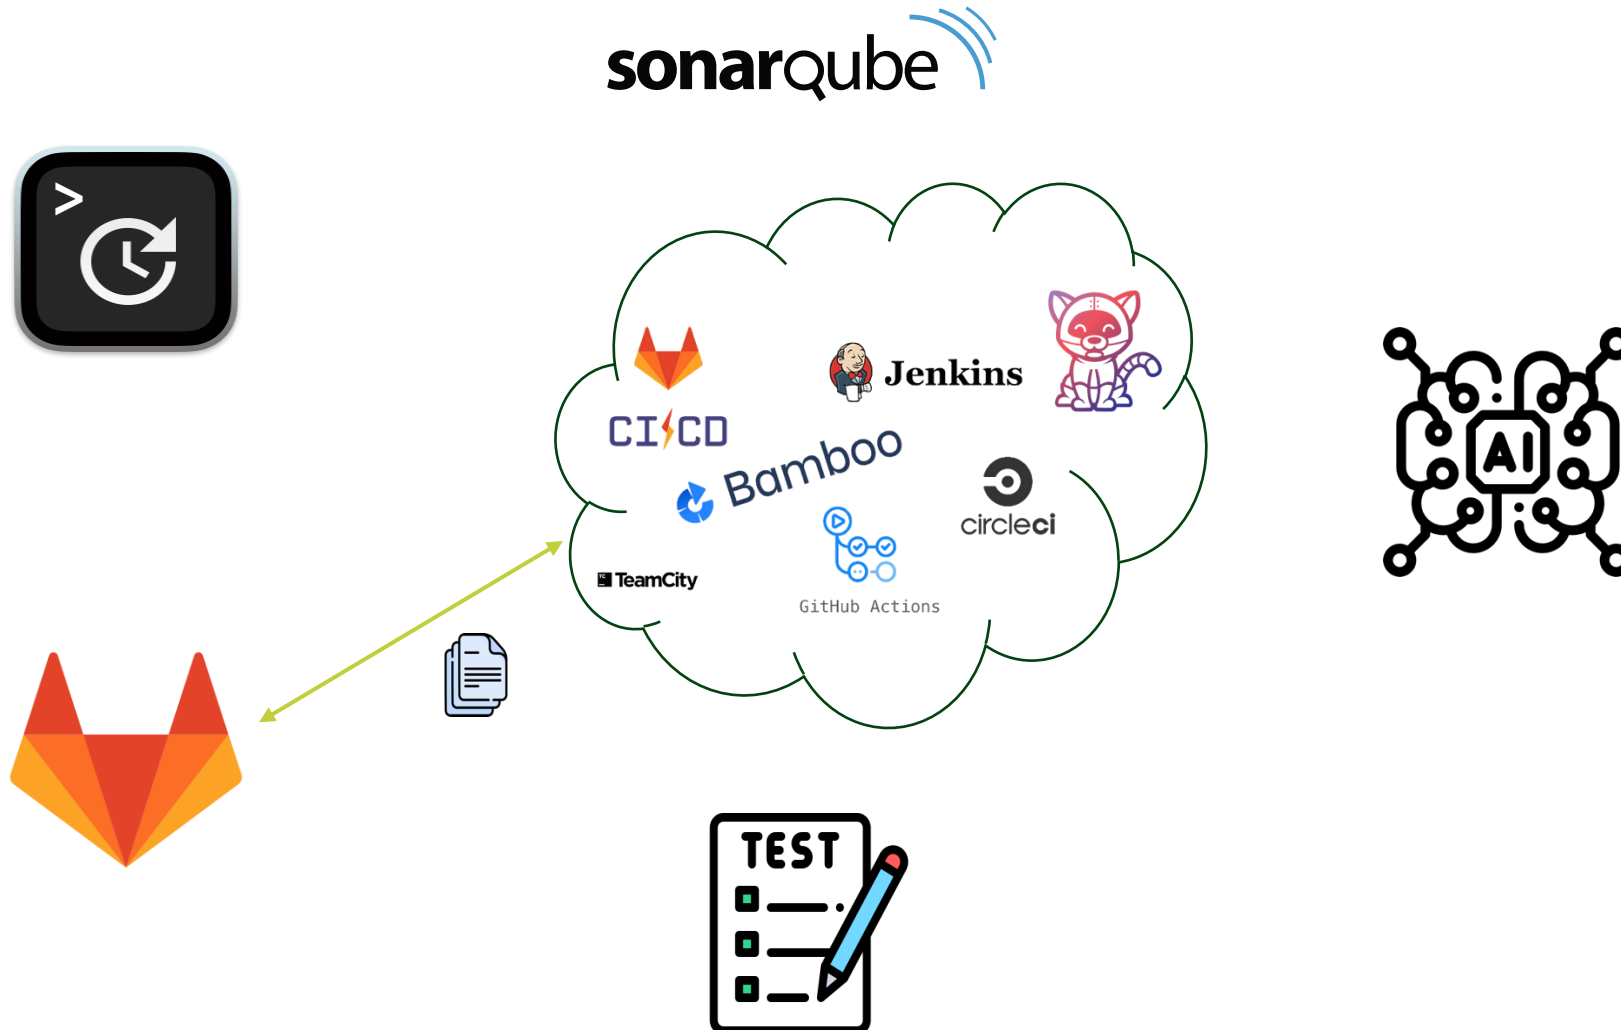 sonarqube
>
Jenkins
CI CD
Bamboo
circleci
TeamCity
GitHub Actions
AI
TEST